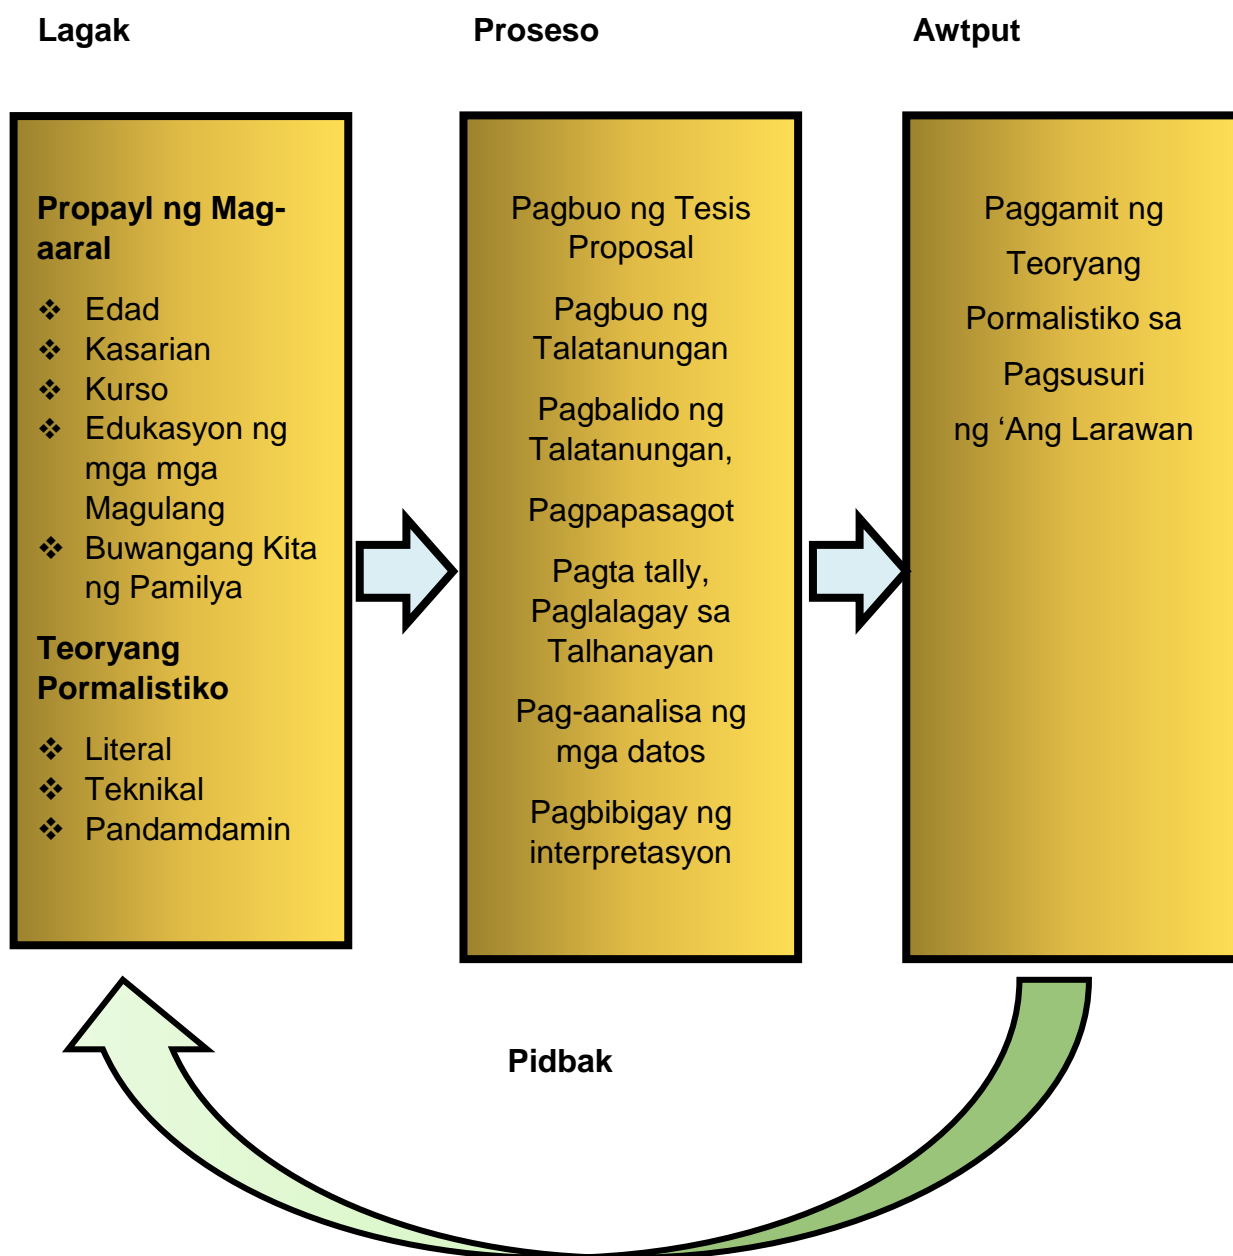 Lagak
Proseso
Awtput
Propayl ng Mag-
aaral
❖ Edad
❖ Kasarian
❖ Kurso
❖ Edukasyon ng
mga mga
Magulang
❖ Buwangang Kita
ng Pamilya
Teoryang
Pormalistiko
❖ Literal
❖ Teknikal
❖ Pandamdamin
Pagbuo ng Tesis
Proposal
Pagbuo ng
Talatanungan
Pagbalido ng
Talatanungan,
Pagpapasagot
Pagta tally,
Paglalagay sa
Talhanayan
Pag-aanalisa ng
mga datos
Pagbibigay ng
interpretasyon
Paggamit ng
Teoryang
Pormalistiko sa
Pagsusuri
ng ‘Ang Larawan
Pidbak